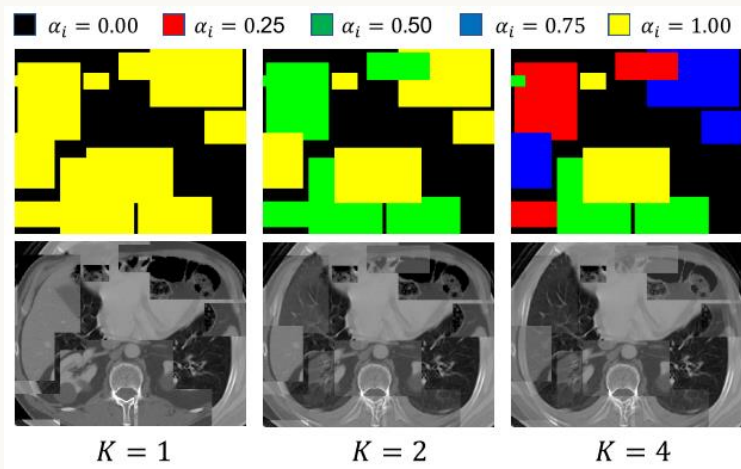 α_i = 0.00 α_i = 0.25 α_i = 0.50 α_i = 0.75 α_i = 1.00
K = 1 K = 2 K = 4